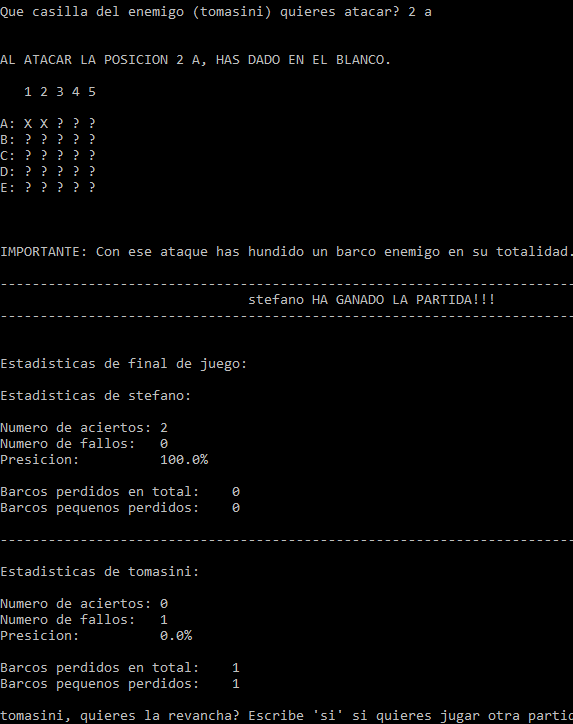 Que casilla del enemigo (tomasini) quieres atacar? 2 a
AL ATACAR LA POSICION 2 A, HAS DADO EN EL BLANCO.
1 2 3 4 5
A: X X ? ? ?
B: ? ? ? ? ?
C: ? ? ? ? ?
D: ? ? ? ? ?
E: ? ? ? ? ?
IMPORTANTE: Con ese ataque has hundido un barco enemigo en su totalidad.
------------------------------------------------------------------------
stefano HA GANADO LA PARTIDA!!!
------------------------------------------------------------------------
Estadisticas de final de juego:
Estadisticas de stefano:
Numero de aciertos: 2
Numero de fallos: 0
Presicion: 100.0%
Barcos perdidos en total: 0
Barcos pequenos perdidos: 0
------------------------------------------------------------------------
Estadisticas de tomasini:
Numero de aciertos: 0
Numero de fallos: 1
Presicion: 0.0%
Barcos perdidos en total: 1
Barcos pequenos perdidos: 1
tomasini, quieres la revancha? Escribe 'si' si quieres jugar otra partid